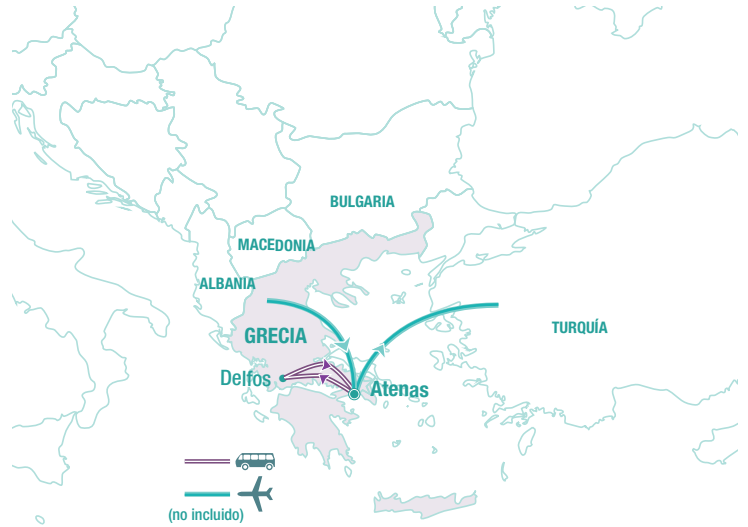 BULGARIA
MACEDONIA
ALBANIA
GRECIA
TURQUÍA
Delfos
Atenas
(no incluido)